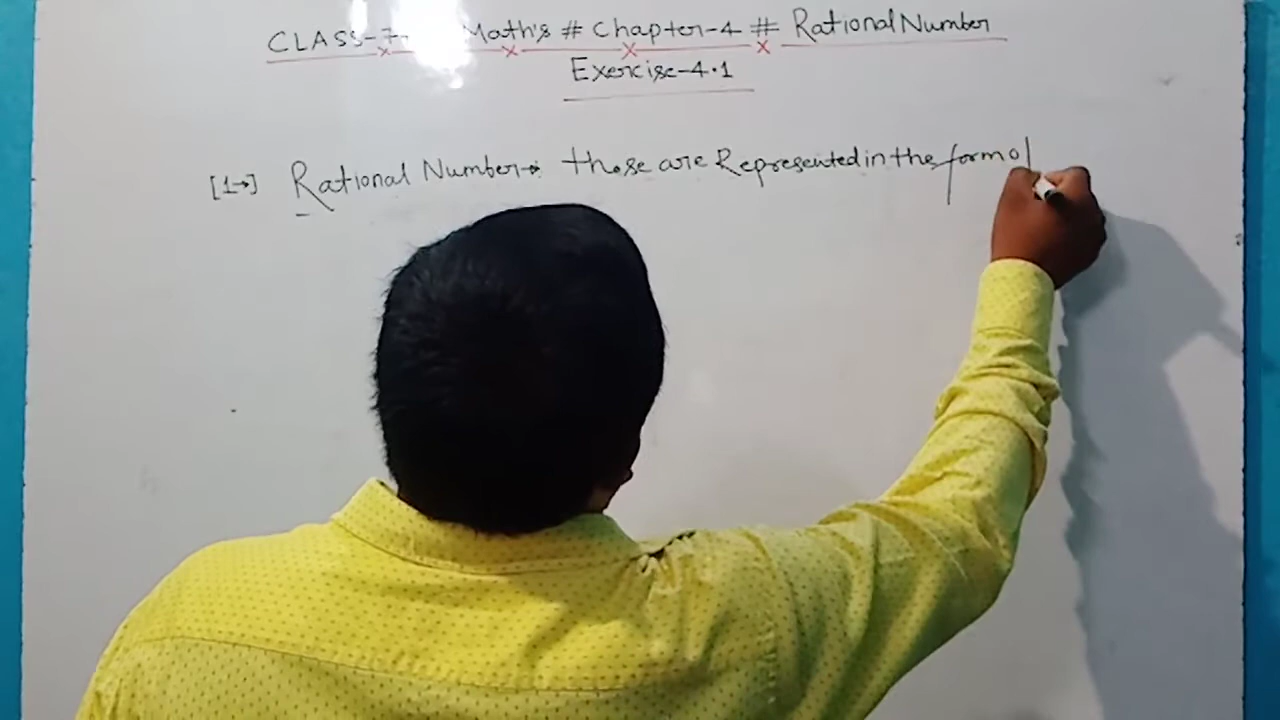 CLASS-7 Math's # Chapter-4 # Rational Number
Exercise-4.1
[1→] Rational Number→ those are Represented in the form of